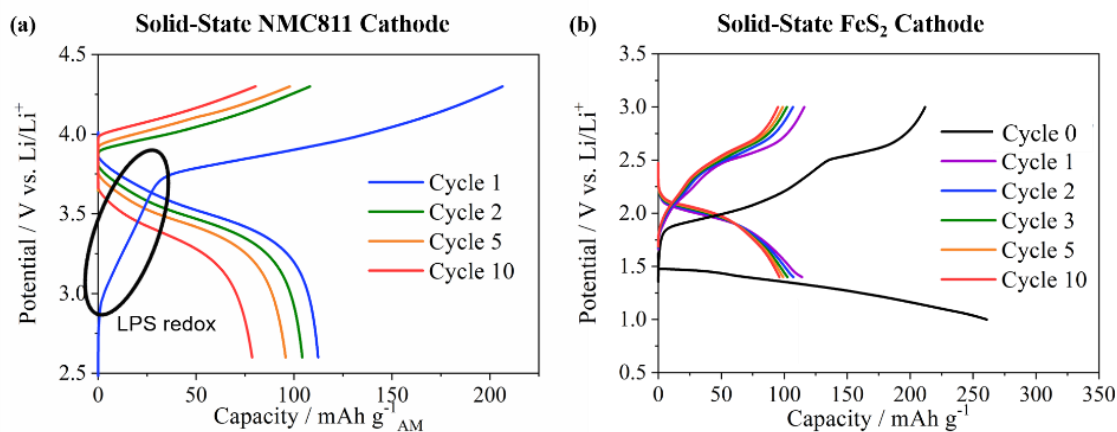 (a) Solid-State NMC811 Cathode
Potential / V vs. Li/Li⁺
4.5
4.0
3.5
3.0
2.5
LPS redox
Cycle 1
Cycle 2
Cycle 5
Cycle 10
0 50 100 150 200
Capacity / mAh g⁻¹AM
(b) Solid-State FeS₂ Cathode
Potential / V vs. Li/Li⁺
3.5
3.0
2.5
2.0
1.5
1.0
0.5
Cycle 0
Cycle 1
Cycle 2
Cycle 3
Cycle 5
Cycle 10
0 50 100 150 200 250 300 350
Capacity / mAh g⁻¹